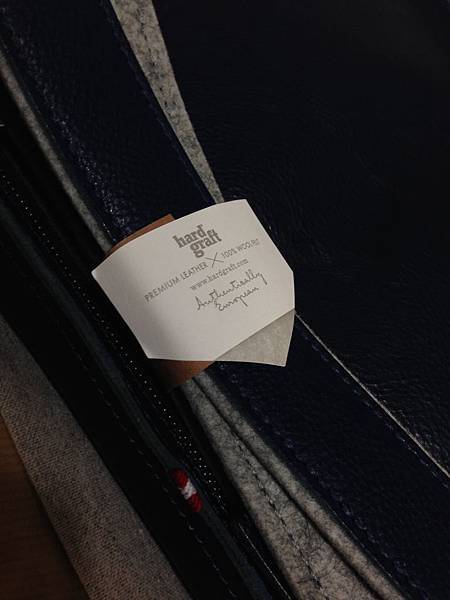 hard
graft
PREMIUM LEATHER X 100% WOOLFELT
www.hardgraft.com
Authentically
European